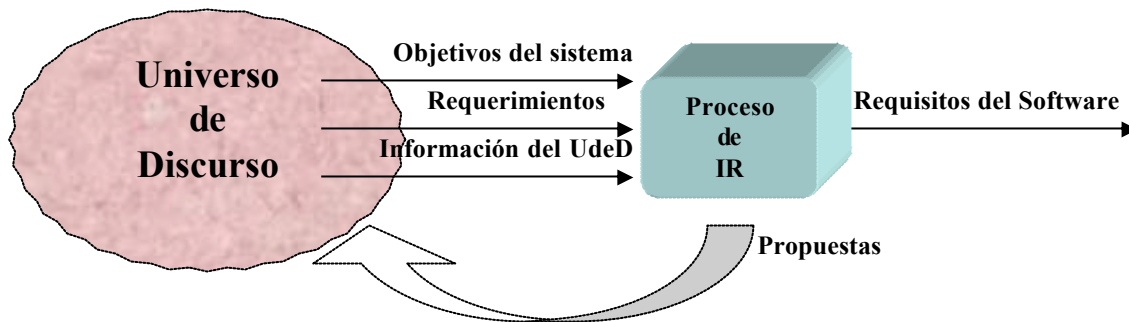 Universo
de
Discurso
Objetivos del sistema
Requerimientos
Información del UdeD
Proceso
de
IR
Requisitos del Software
Propuestas